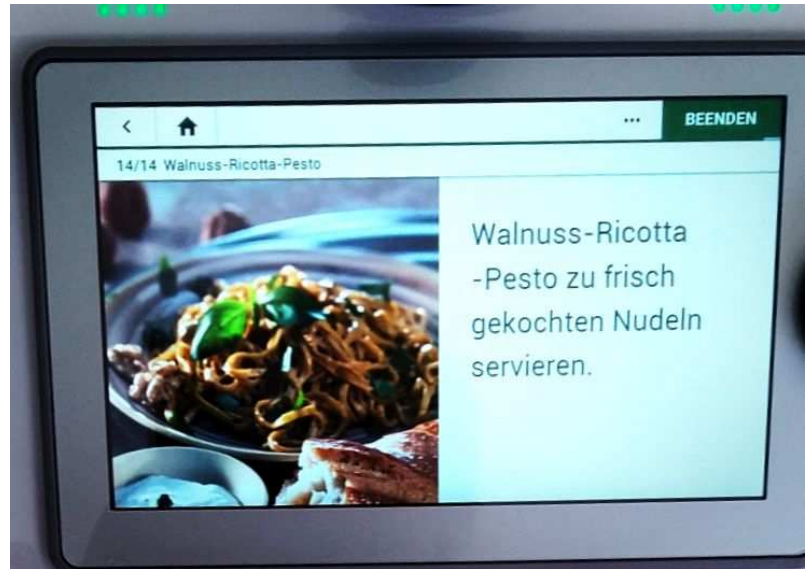 BEENDEN
14/14 Walnuss-Ricotta-Pesto
Walnuss-Ricotta
-Pesto zu frisch
gekochten Nudeln
servieren.